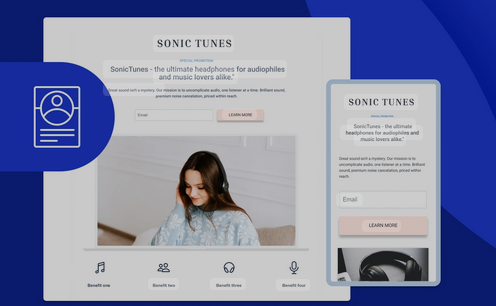 SONIC TUNES
SPECIAL PROMOTION
SonicTunes - the ultimate headphones for audiophiles
and music lovers alike."
Great sound isn't a mystery. Our mission is to uncomplicate audio, one listener at a time. Brilliant sound,
premium noise cancelation, priced within reach.
Email
LEARN MORE
Benefit one
Benefit two
Benefit three
Benefit four
SONIC TUNES
SPECIAL PROMOTION
SonicTunes - the ultimate
headphones for audiophiles and
music lovers alike."
Great sound isn't a mystery. Our mission is to
uncomplicate audio, one listener at a time. Brilliant
sound, premium noise cancelation, priced within
reach.
Email
LEARN MORE